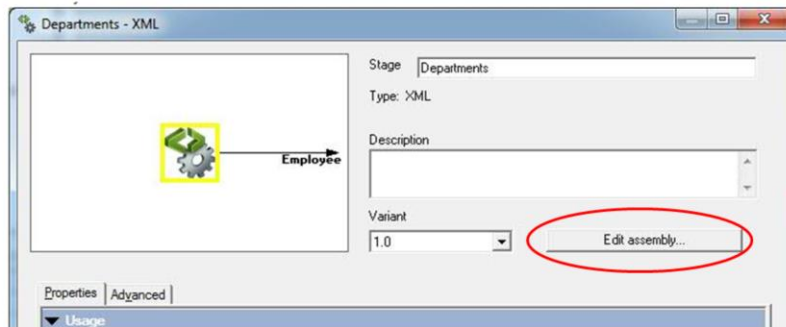 Departments - XML
Stage Departments
Type: XML
Employee
Description
Variant
1.0
Edit assembly...
Properties Advanced
Usage